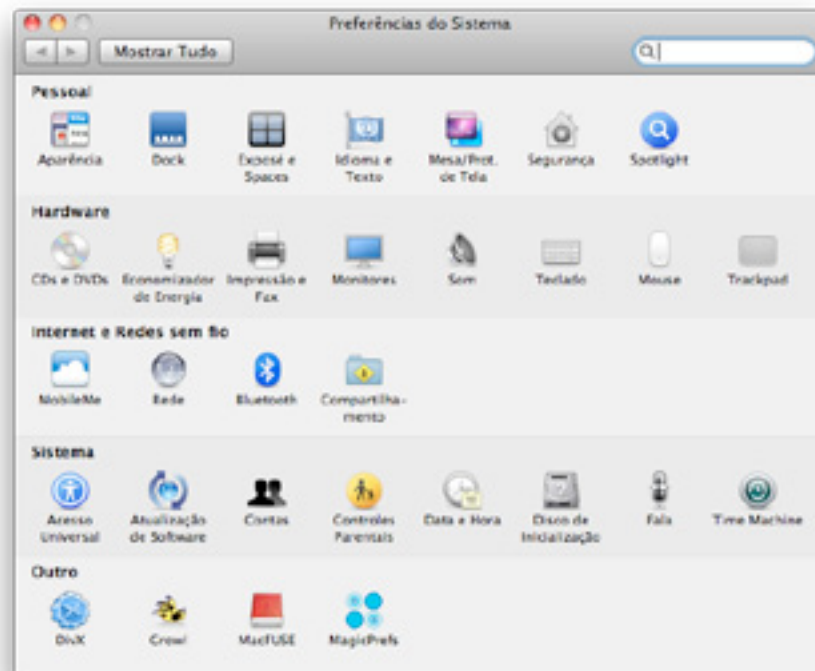 Preferências do Sistema
Mostrar Tudo
Pessoal
Aparência Dock Exposé e Spaces Idioma e Texto Mesa/Prot. de Tela Segurança Spotlight
Hardware
CDs e DVDs Economizador de Energia Impressão e Fax Monitores Som Teclado Mouse Trackpad
Internet e Redes sem fio
MobileMe Rede Bluetooth Compartilha-mento
Sistema
Acesso Universal Atualização de Software Contas Controles Parentais Data e Hora Disco de Inicialização Fala Time Machine
Outro
DivX Growl MacFUSE MagicPrefs